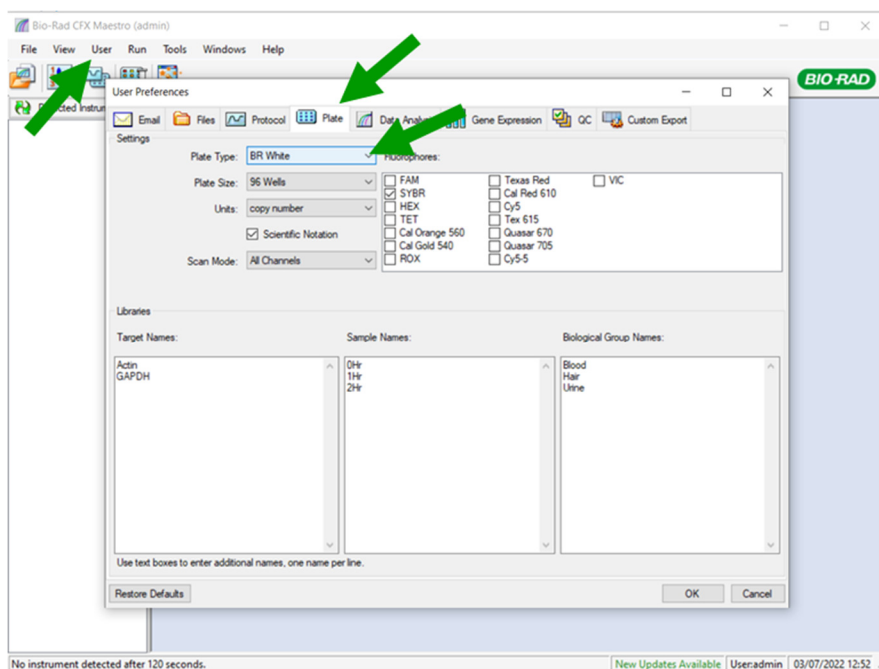 Bio-Rad CFX Maestro (admin)
File View User Run Tools Windows Help
BIO-RAD
User Preferences
Email Files Protocol Plate Gene Expression QC Custom Export
Settings
Plate Type: BR White
Fluorophores:
Plate Size: 96 Wells
Units: copy number
Scientific Notation
Scan Mode: All Channels
FAM Texas Red VIC
SYBR Cal Red 610
HEX Cy5
TET Tex 615
Cal Orange 560 Quasar 670
Cal Gold 540 Quasar 705
ROX Cy5-5
Libraries
Target Names: Sample Names: Biological Group Names:
Actin 0Hr Blood
GAPDH 1Hr Hair
2Hr Urine
Use text boxes to enter additional names, one name per line.
Restore Defaults OK Cancel
No instrument detected after 120 seconds. New Updates Available User:admin 03/07/2022 12:52